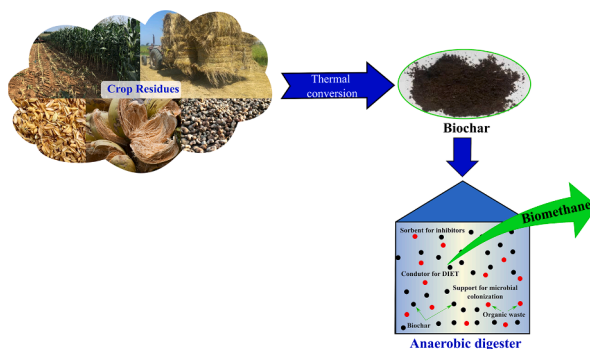 Crop Residues
Thermal
conversion
Biochar
Biomethane
Sorbent for inhibitors
Condutor for DIET
Support for microbial
colonization
Biochar
Organic waste
Anaerobic digester